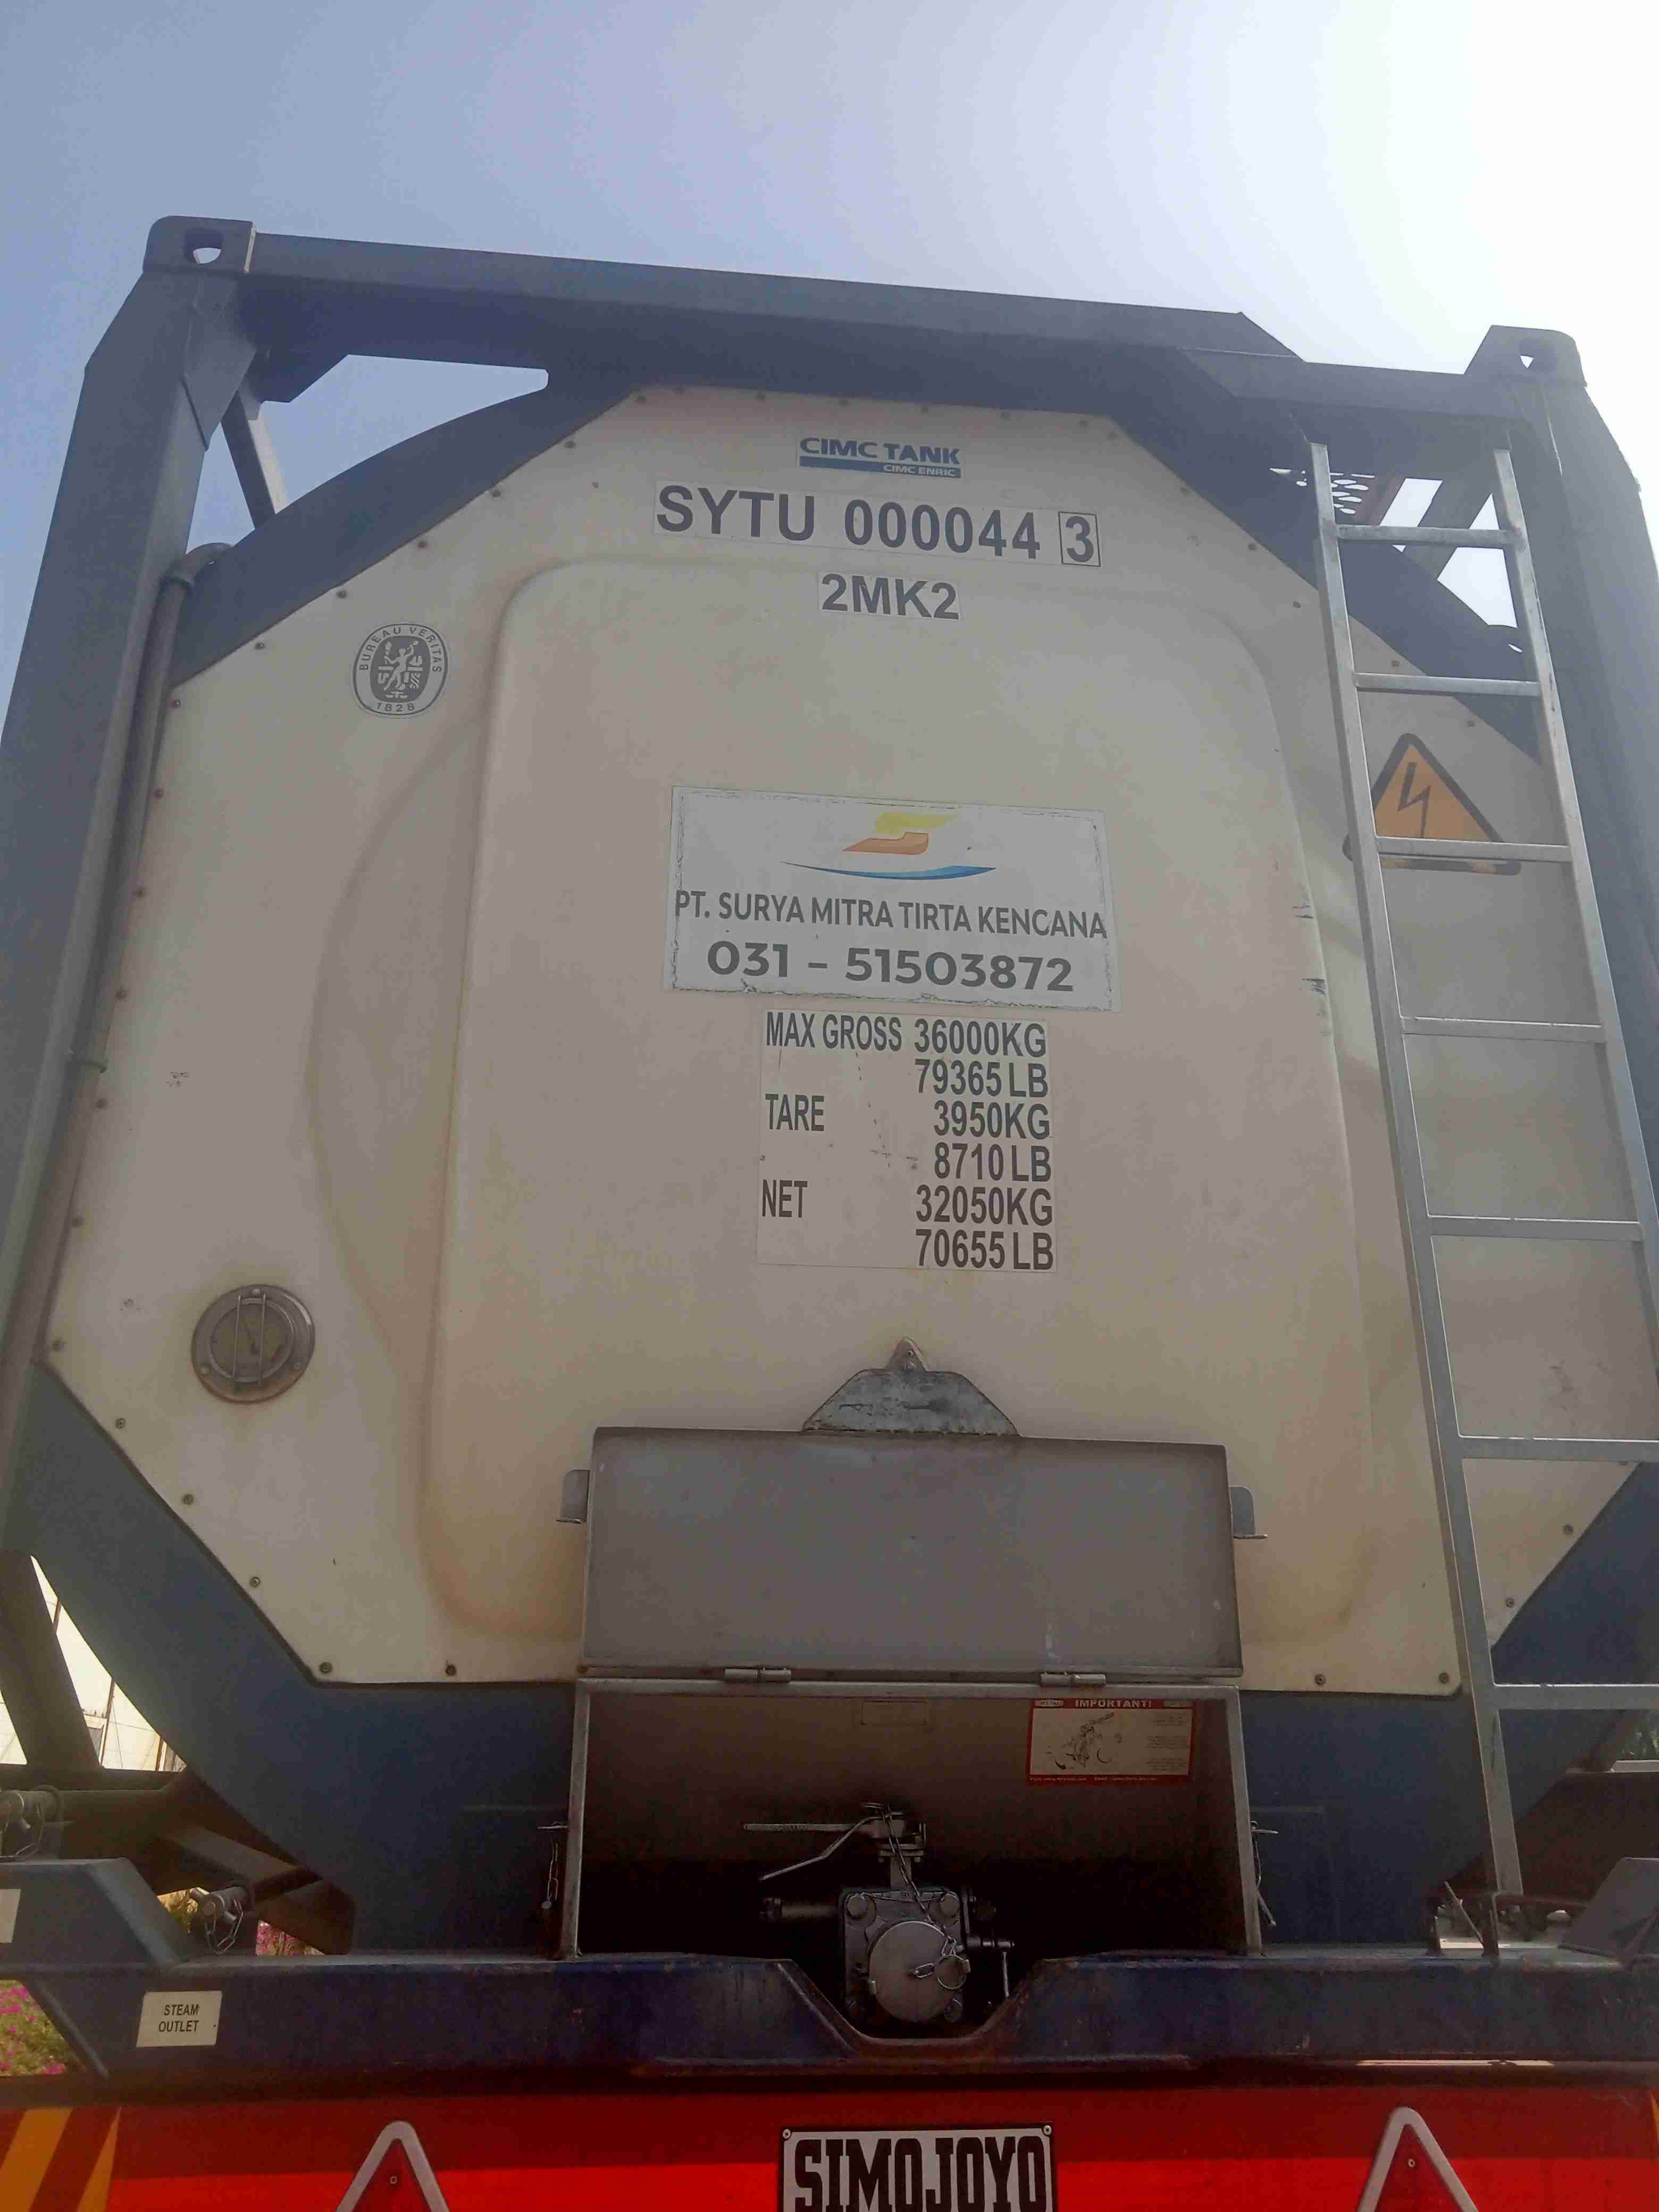 CIMC TANK
CIMC ENRIC
SYTU 000044 3
2MK2
BUREAU VERITAS
1828
PT. SURYA MITRA TIRTA KENCANA
031 - 51503872
MAX GROSS 36000KG
79365 LB
TARE 3950KG
8710 LB
NET 32050KG
70655 LB
IMPORTANT!
STEAM
OUTLET
SIMOJOYO